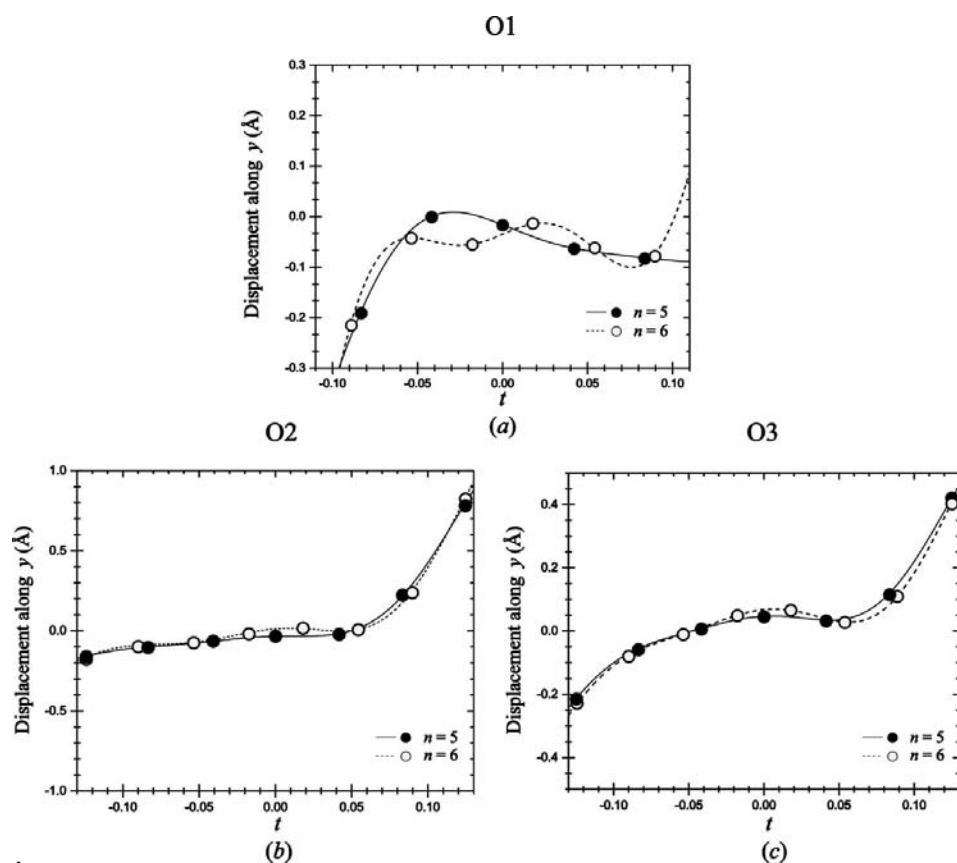 O1
Displacement along y (Å)
0.3
0.2
0.1
0.0
-0.1
-0.2
-0.3
n = 5
n = 6
-0.10
-0.05
0.00
0.05
0.10
t
(a)
O2
Displacement along y (Å)
1.0
0.5
0.0
-0.5
-1.0
n = 5
n = 6
-0.10
-0.05
0.00
0.05
0.10
t
(b)
O3
Displacement along y (Å)
0.4
0.2
0.0
-0.2
-0.4
n = 5
n = 6
-0.10
-0.05
0.00
0.05
0.10
t
(c)